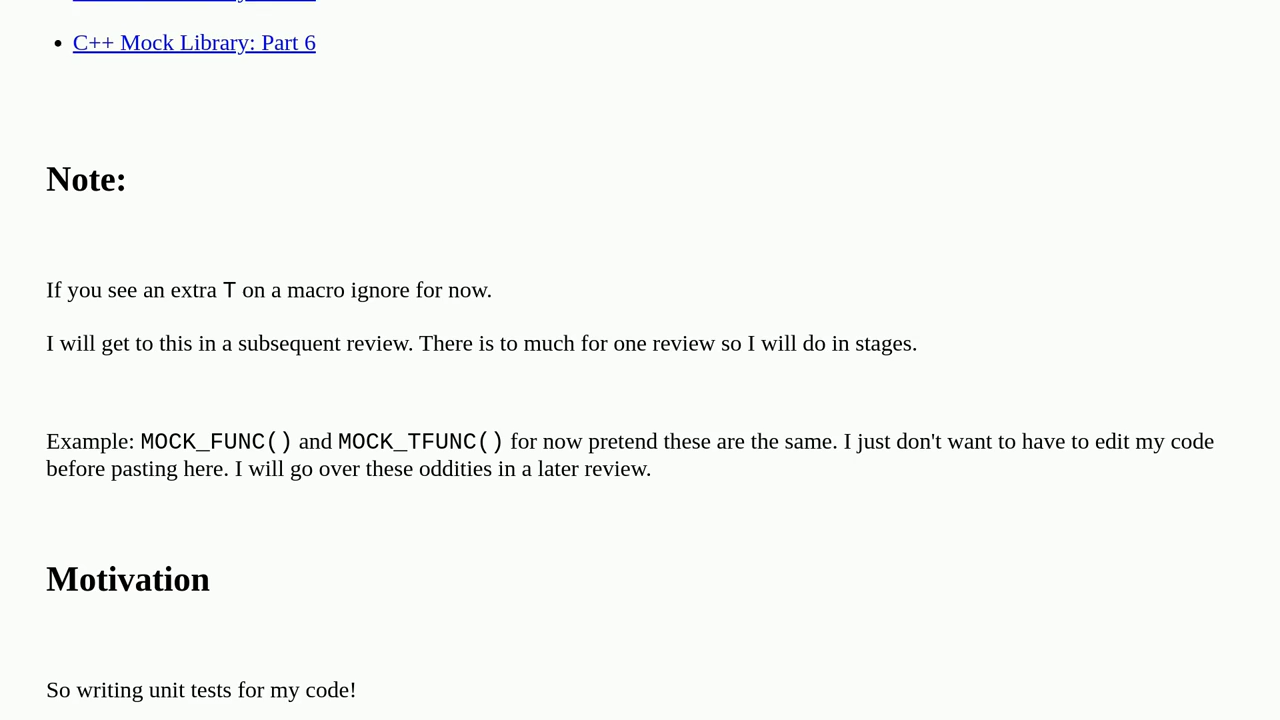 C++ Mock Library: Part 6
Note:
If you see an extra T on a macro ignore for now.
I will get to this in a subsequent review. There is to much for one review so I will do in stages.
Example: MOCK_FUNC() and MOCK_TFUNC() for now pretend these are the same. I just don't want to have to edit my code
before pasting here. I will go over these oddities in a later review.
Motivation
So writing unit tests for my code!